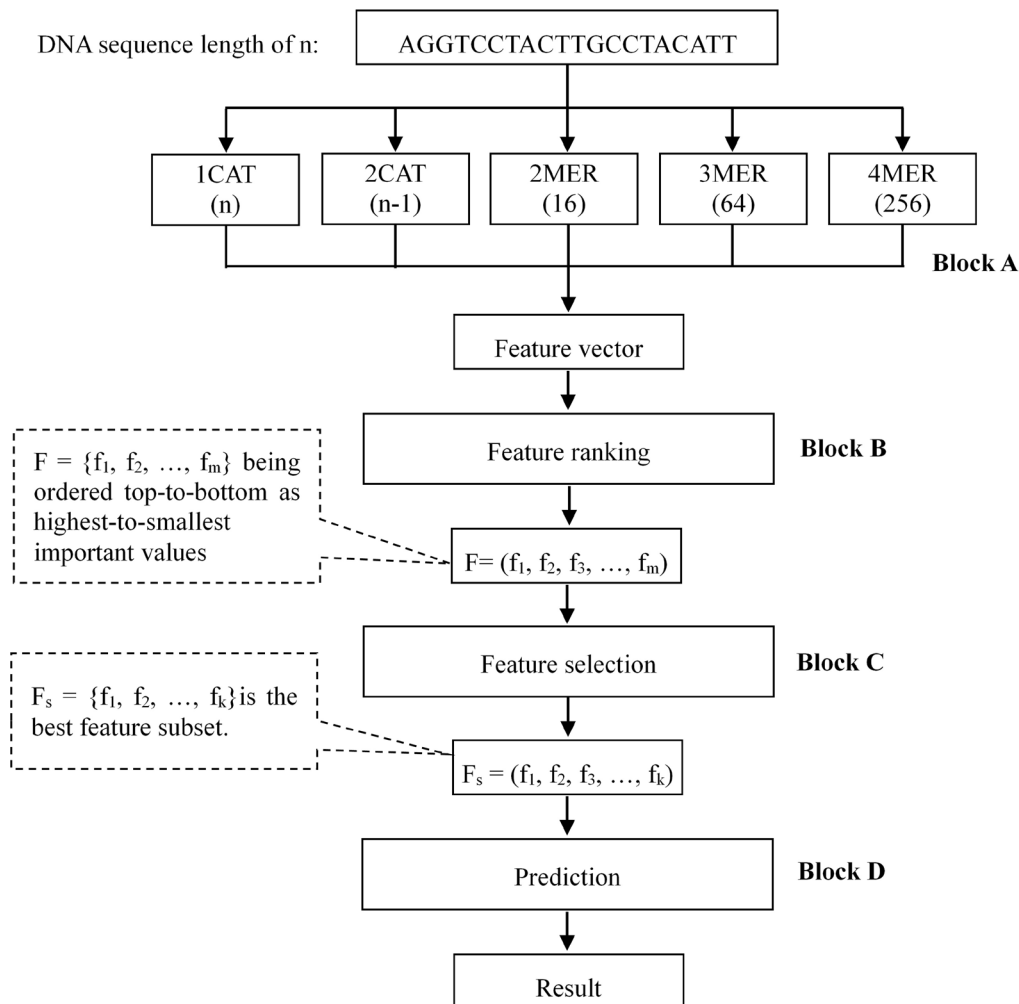 DNA sequence length of n:
AGGTCCTACTTGCCTACATT
1CAT
(n)
2CAT
(n-1)
2MER
(16)
3MER
(64)
4MER
(256)
Block A
Feature vector
Feature ranking
Block B
F = {f₁, f₂, …, fₘ} being
ordered top-to-bottom as
highest-to-smallest
important values
F= (f₁, f₂, f₃, …, fₘ)
Feature selection
Block C
Fₛ = {f₁, f₂, …, fₖ}is the
best feature subset.
Fₛ = (f₁, f₂, f₃, …, fₖ)
Prediction
Block D
Result